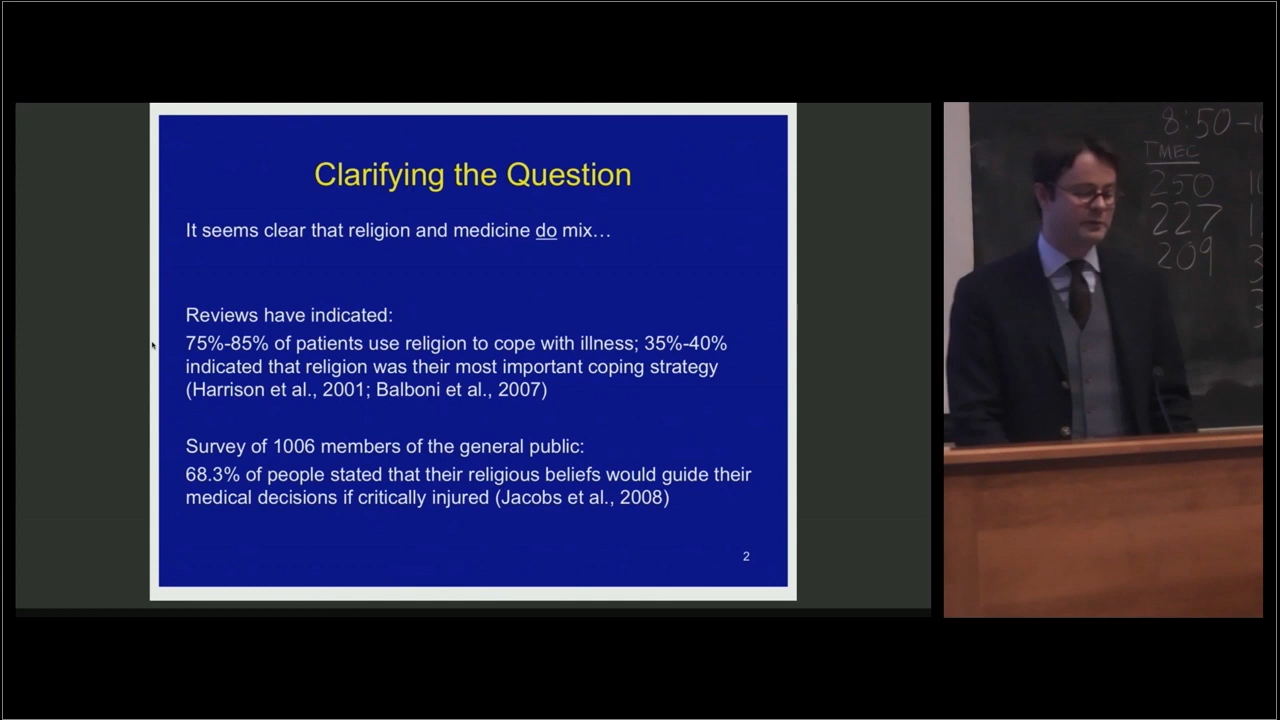 Clarifying the Question
It seems clear that religion and medicine do mix…
Reviews have indicated:
75%-85% of patients use religion to cope with illness; 35%-40%
indicated that religion was their most important coping strategy
(Harrison et al., 2001; Balboni et al., 2007)
Survey of 1006 members of the general public:
68.3% of people stated that their religious beliefs would guide their
medical decisions if critically injured (Jacobs et al., 2008)
2
8:50-
ГMEC
250
227
209